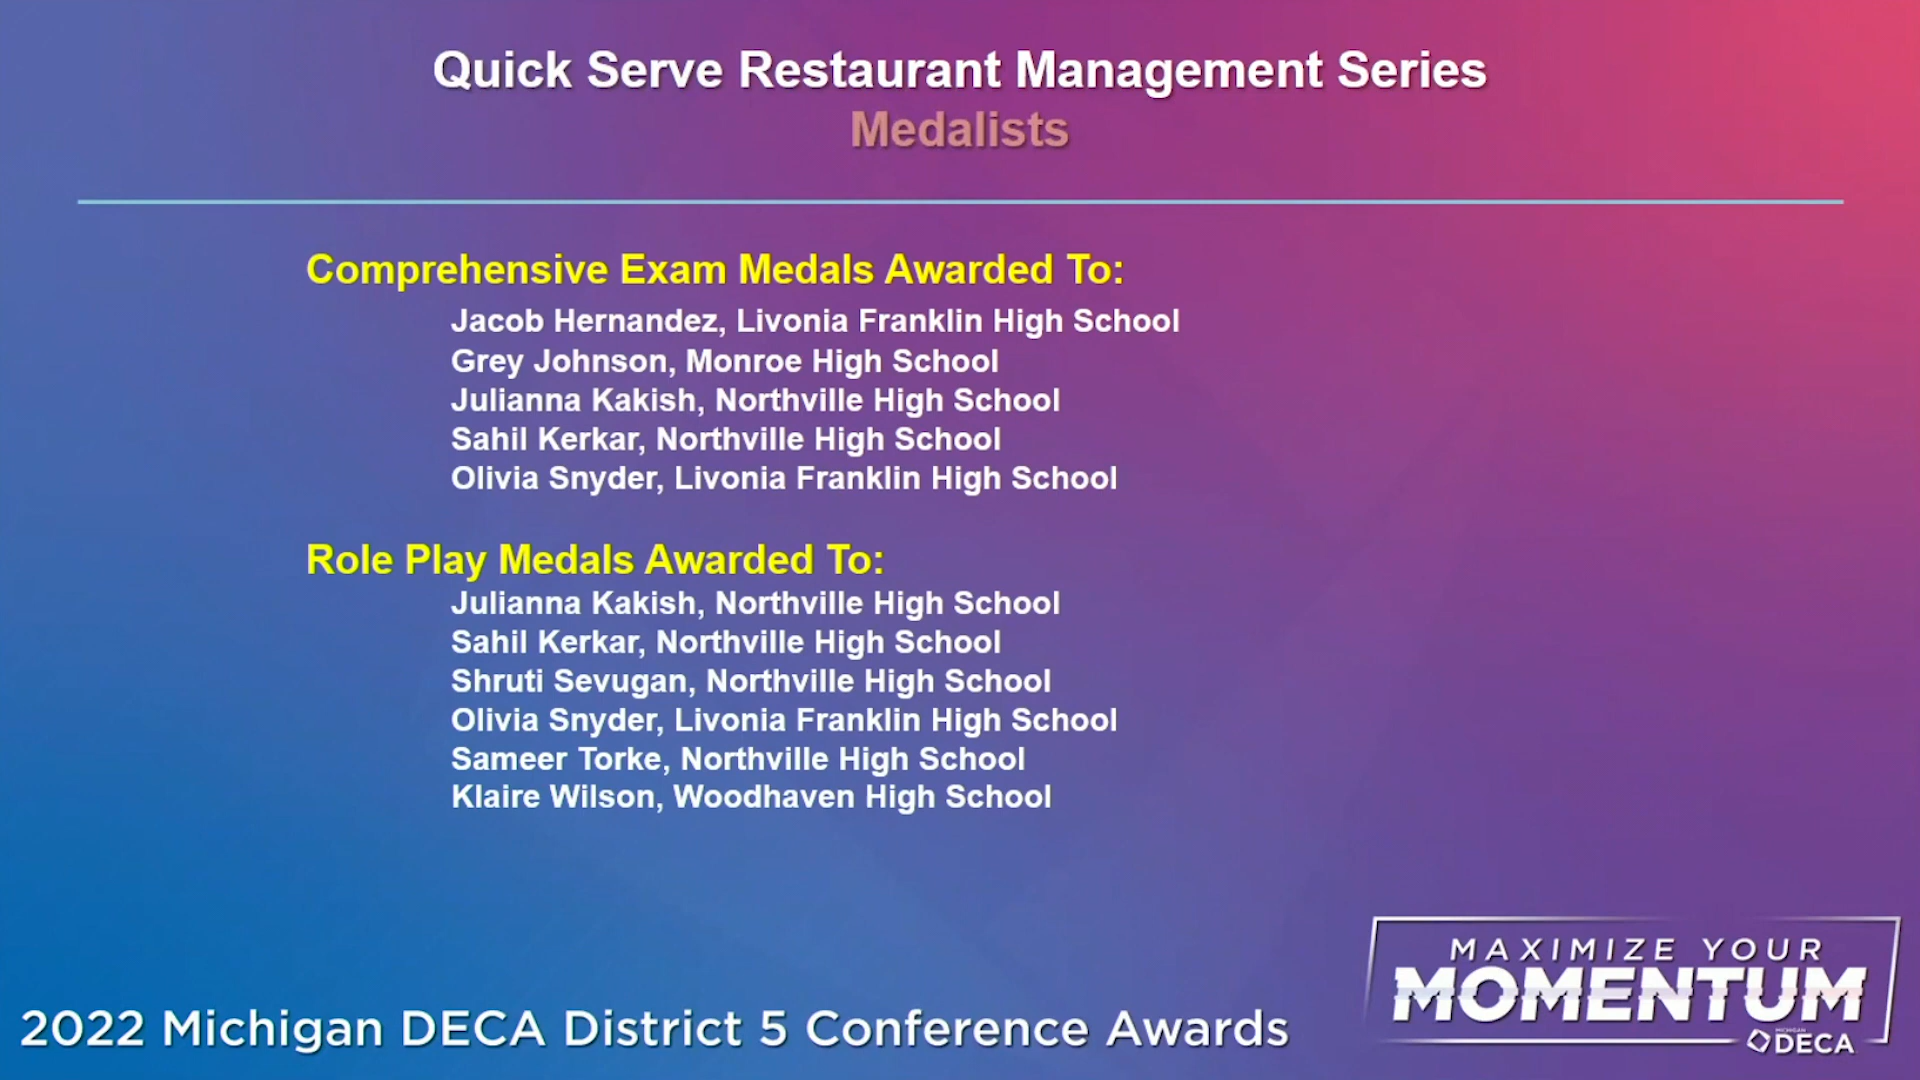 Quick Serve Restaurant Management Series
Medalists
Comprehensive Exam Medals Awarded To:
Jacob Hernandez, Livonia Franklin High School
Grey Johnson, Monroe High School
Julianna Kakish, Northville High School
Sahil Kerkar, Northville High School
Olivia Snyder, Livonia Franklin High School
Role Play Medals Awarded To:
Julianna Kakish, Northville High School
Sahil Kerkar, Northville High School
Shruti Sevugan, Northville High School
Olivia Snyder, Livonia Franklin High School
Sameer Torke, Northville High School
Klaire Wilson, Woodhaven High School
2022 Michigan DECA District 5 Conference Awards
MAXIMIZE YOUR
MOMENTUM
MICHIGAN
DECA